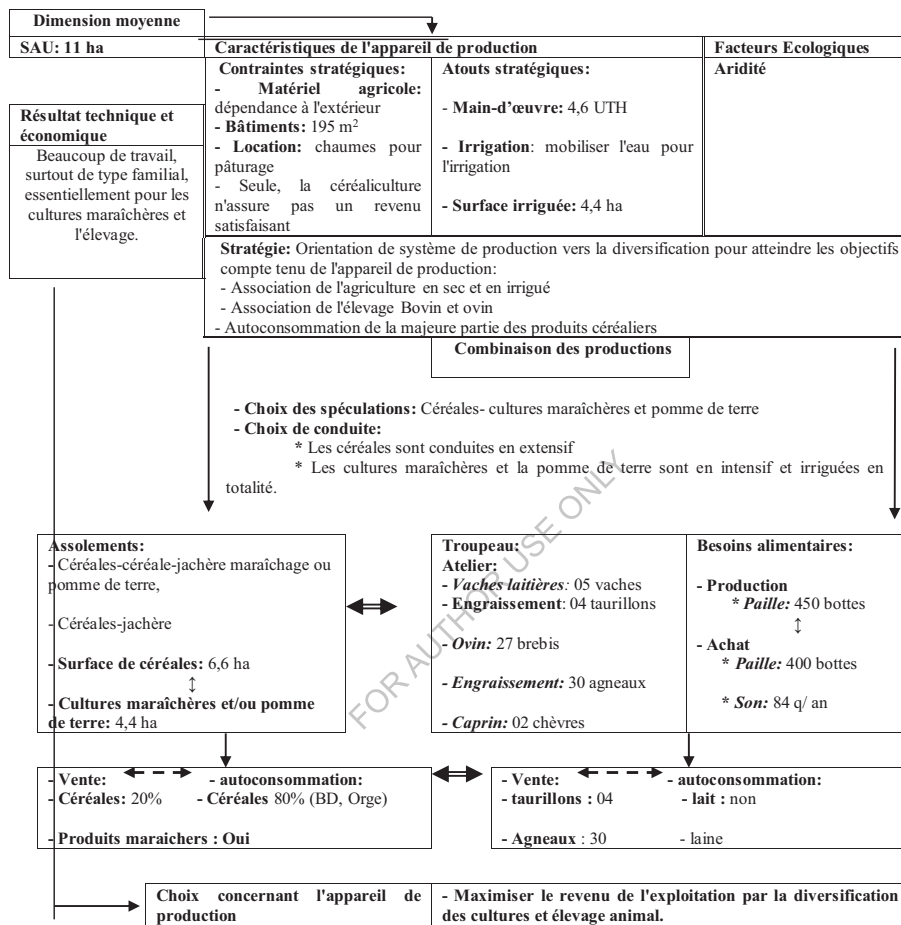 Dimension moyenne
SAU: 11 ha
Caractéristiques de l'appareil de production
Facteurs Ecologiques
Contraintes stratégiques:
- Matériel agricole:
dépendance à l'extérieur
- Bâtiments: 195 m²
- Location: chaumes pour
pâturage
- Seule, la céréaliculture
n'assure pas un revenu
satisfaisant
Atouts stratégiques:
- Main-d’œuvre: 4,6 UTH
- Irrigation: mobiliser l'eau pour
l'irrigation
- Surface irriguée: 4,4 ha
Aridité
Résultat technique et
économique
Beaucoup de travail,
surtout de type familial,
essentiellement pour les
cultures maraîchères et
l'élevage.
Stratégie: Orientation de système de production vers la diversification pour atteindre les objectifs
compte tenu de l'appareil de production:
- Association de l'agriculture en sec et en irrigué
- Association de l'élevage Bovin et ovin
- Autoconsommation de la majeure partie des produits céréaliers
Combinaison des productions
- Choix des spéculations: Céréales- cultures maraîchères et pomme de terre
- Choix de conduite:
* Les céréales sont conduites en extensif
* Les cultures maraîchères et la pomme de terre sont en intensif et irriguées en
totalité.
Assolements:
- Céréales-céréale-jachère maraîchage ou
pomme de terre,
- Céréales-jachère
- Surface de céréales: 6,6 ha
↕
- Cultures maraîchères et/ou pomme
de terre: 4,4 ha
Troupeau:
Atelier:
- Vaches laitières: 05 vaches
- Engraissement: 04 taurillons
- Ovin: 27 brebis
- Engraissement: 30 agneaux
- Caprin: 02 chèvres
Besoins alimentaires:
- Production
* Paille: 450 bottes
↕
- Achat
* Paille: 400 bottes
* Son: 84 q/ an
- Vente: - autoconsommation:
- Céréales: 20% - Céréales 80% (BD, Orge)
- Produits maraichers : Oui
- Vente: - autoconsommation:
- taurillons : 04 - lait : non
- Agneaux : 30 - laine
Choix concernant l'appareil de
production
- Maximiser le revenu de l'exploitation par la diversification
des cultures et élevage animal.
FOR AUTHOR USE ONLY